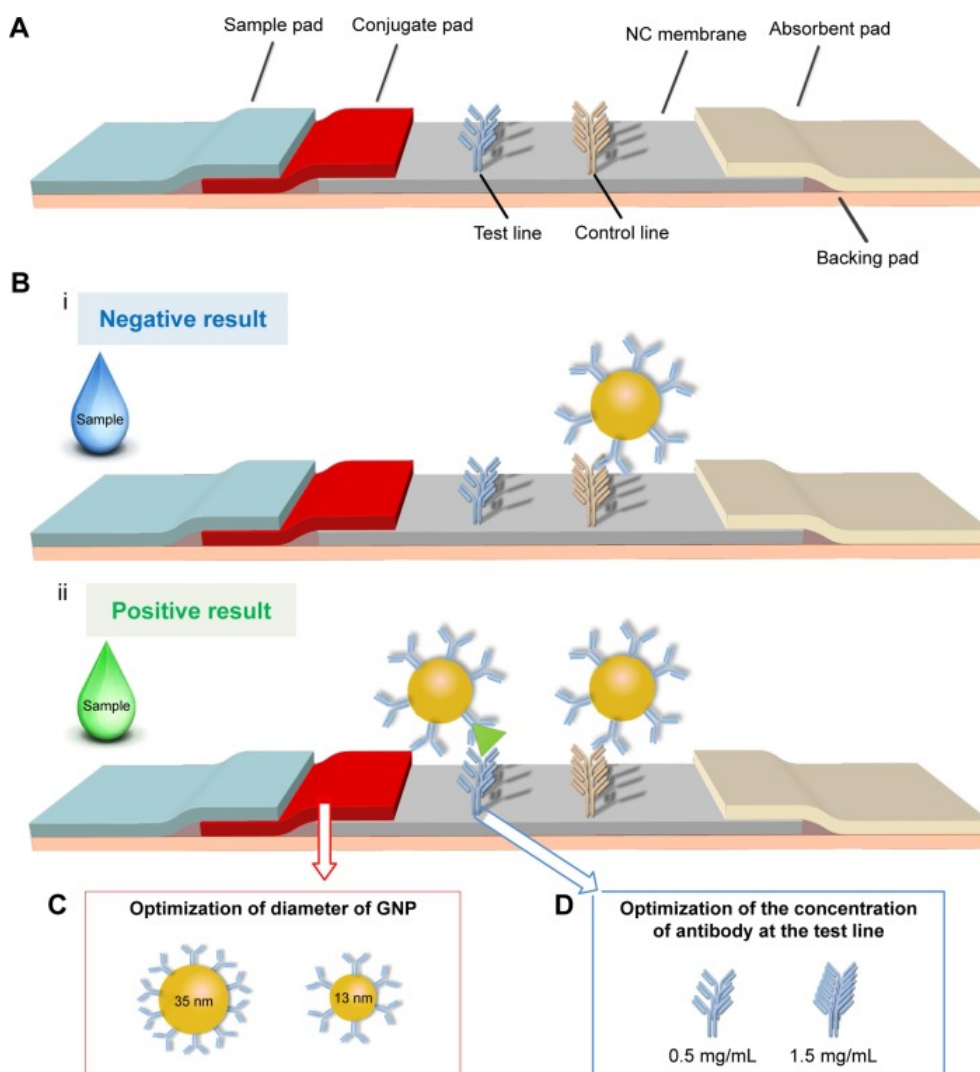 A
Sample pad
Conjugate pad
NC membrane
Absorbent pad
Test line
Control line
Backing pad
B
i
Negative result
Sample
ii
Positive result
Sample
C
Optimization of diameter of GNP
35 nm
13 nm
D
Optimization of the concentration
of antibody at the test line
0.5 mg/mL
1.5 mg/mL